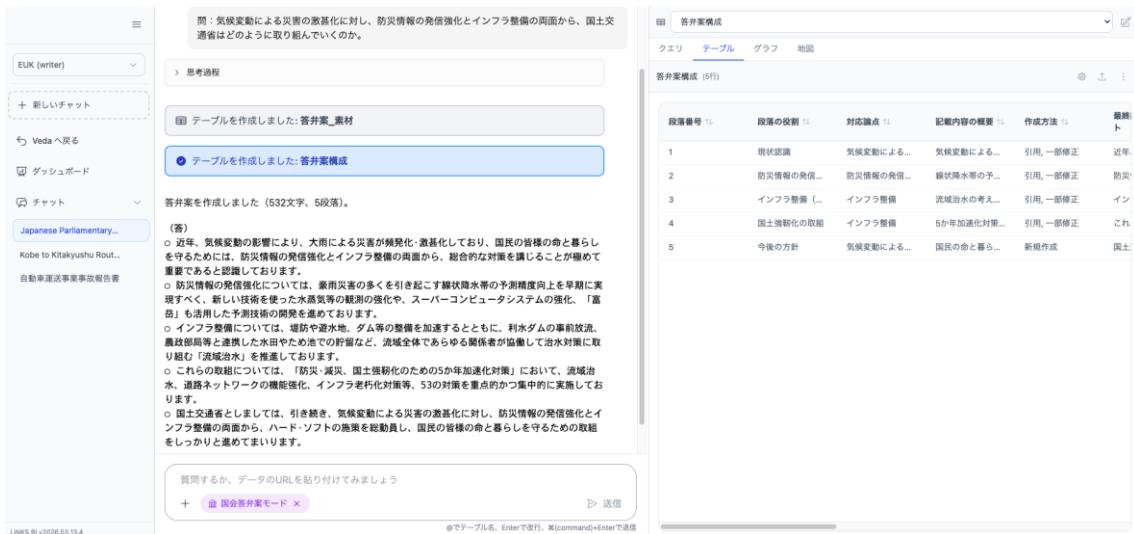 EUK (writer)
+ 新しいチャット
Veda へ戻る
ダッシュボード
チャット
Japanese Parliamentary...
Kobe to Kitakyushu Rout...
自動車運送事業事故報告書
LINKS BI v2026.03.13.4
問：気候変動による災害の激甚化に対し、防災情報の発信強化とインフラ整備の両面から、国土交
通省はどのように取り組んでいくのか。
> 思考過程
テーブルを作成しました: 答弁案_素材
テーブルを作成しました: 答弁案構成
答弁案を作成しました（532文字、5段落）。
（答）
○ 近年、気候変動の影響により、大雨による災害が頻発化·激甚化しており、国民の皆様の命と暮らし
を守るためには、防災情報の発信強化とインフラ整備の両面から、総合的な対策を講じることが極めて
重要であると認識しております。
○ 防災情報の発信強化については、豪雨災害の多くを引き起こす線状降水帯の予測精度向上を早期に実
現すべく、新しい技術を使った水蒸気等の観測の強化や、スーパーコンピュータシステムの強化、「富
岳」も活用した予測技術の開発を進めております。
○ インフラ整備については、堤防や遊水地、ダム等の整備を加速するとともに、利水ダムの事前放流、
農政部局等と連携した水田やため池での貯留など、流域全体であらゆる関係者が協働して治水対策に取
り組む「流域治水」を推進しております。
○ これらの取組については、「防災·減災、国土強靭化のための5か年加速化対策」において、流域治
水、道路ネットワークの機能強化、インフラ老朽化対策等、53の対策を重点的かつ集中的に実施してお
ります。
○ 国土交通省としましては、引き続き、気候変動による災害の激甚化に対し、防災情報の発信強化とイ
ンフラ整備の両面から、ハード·ソフトの施策を総動員し、国民の皆様の命と暮らしを守るための取組
をしっかりと進めてまいります。
質問するか、データのURLを貼り付けてみましょう
+ 国会答弁案モード × 送信
@でテーブル名、Enterで改行、⌘(command)+Enterで送信
答弁案構成
クエリ テーブル グラフ 地図
答弁案構成 (5行)
段落番号 段落の役割 対応論点 記載内容の概要 作成方法 最終
ト
1 現状認識 気候変動による... 気候変動による... 引用, 一部修正 近年、
2 防災情報の発信... 防災情報の発信... 線状降水帯の予... 引用, 一部修正 防災
3 インフラ整備（... インフラ整備 流域治水の考え... 引用, 一部修正 イン
4 国土強靭化の取組 インフラ整備 5か年加速化対策... 引用, 一部修正 これ
5 今後の方針 気候変動による... 国民の命と暮ら... 新規作成 国土